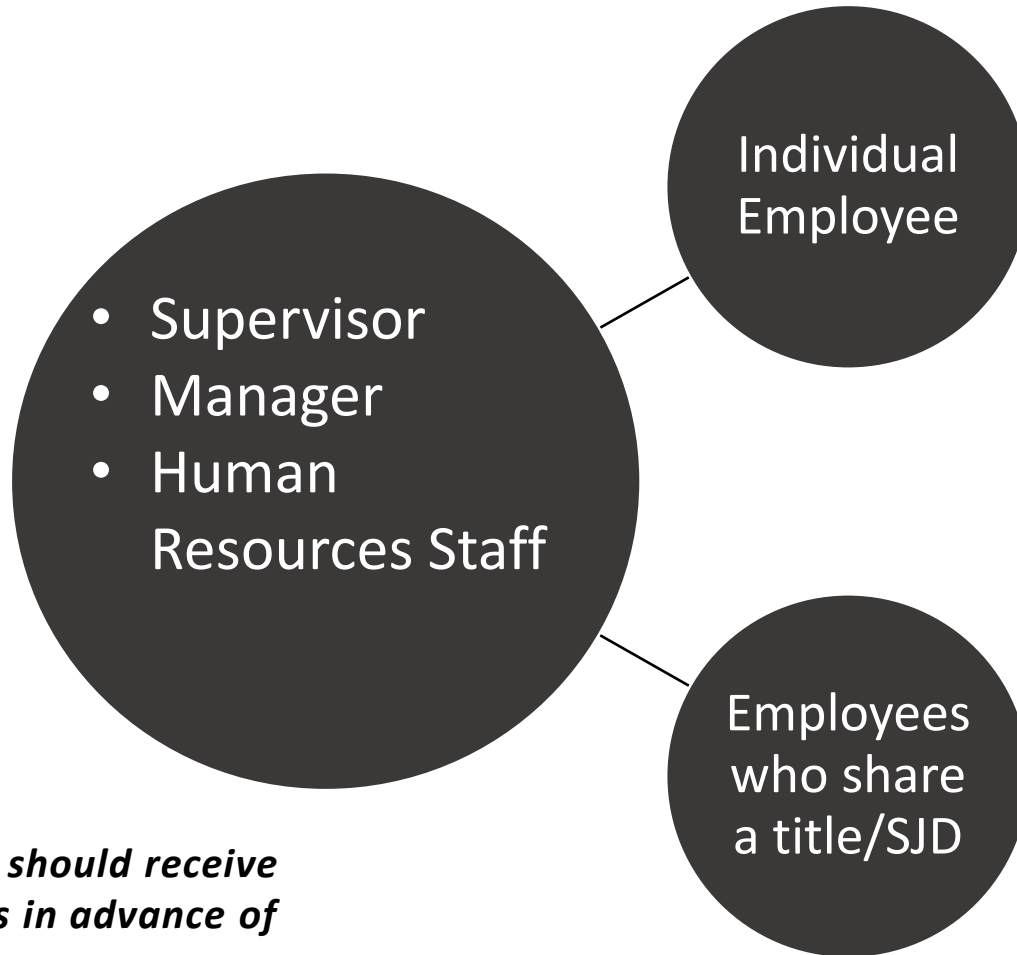 Individual
Employee
• Supervisor
• Manager
• Human
Resources Staff
Employees
who share
a title/SJD
should receive
s in advance of